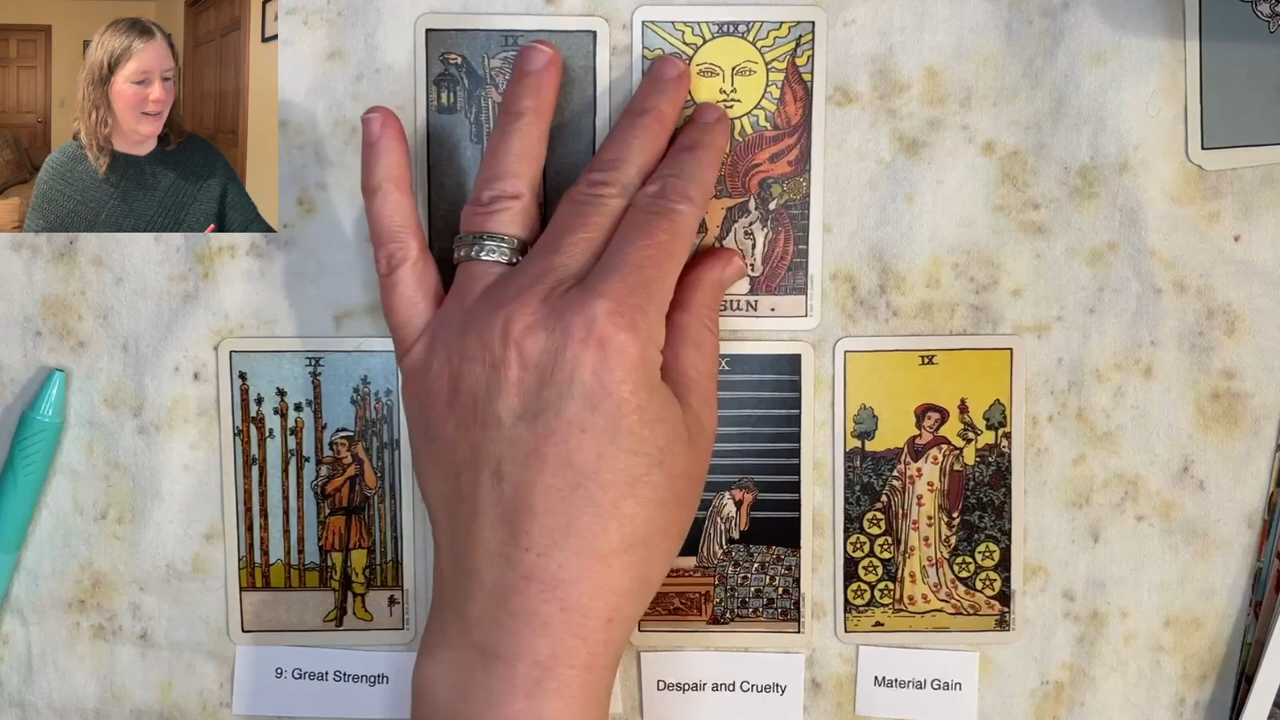 IX
XIX
SUN .
IX
X
IX
9: Great Strength
Despair and Cruelty
Material Gain